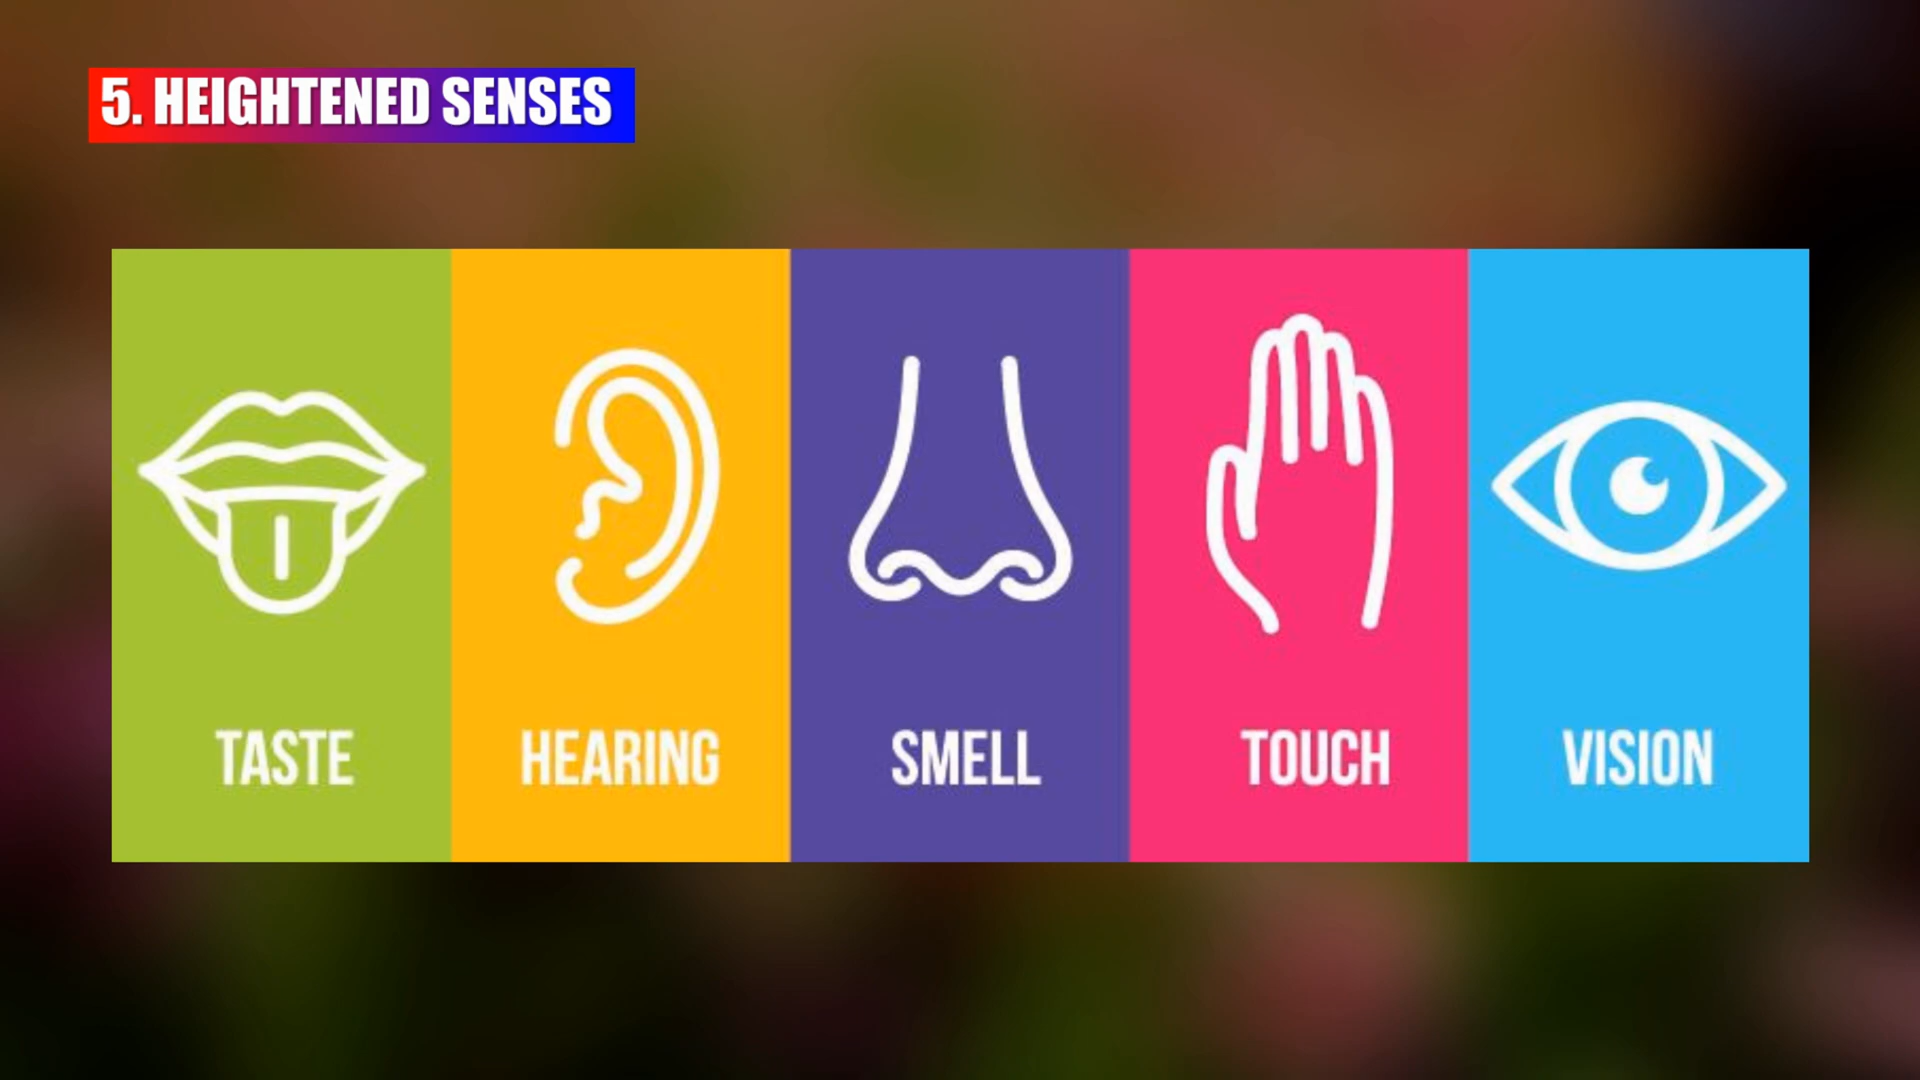 5. HEIGHTENED SENSES
TASTE
HEARING
SMELL
TOUCH
VISION